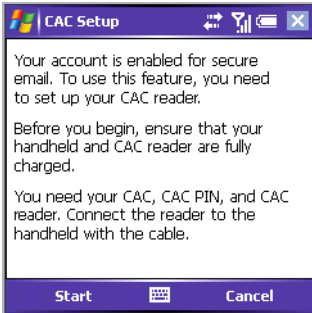 CAC Setup
Your account is enabled for secure
email. To use this feature, you need
to set up your CAC reader.
Before you begin, ensure that your
handheld and CAC reader are fully
charged.
You need your CAC, CAC PIN, and CAC
reader. Connect the reader to the
handheld with the cable.
Start Cancel